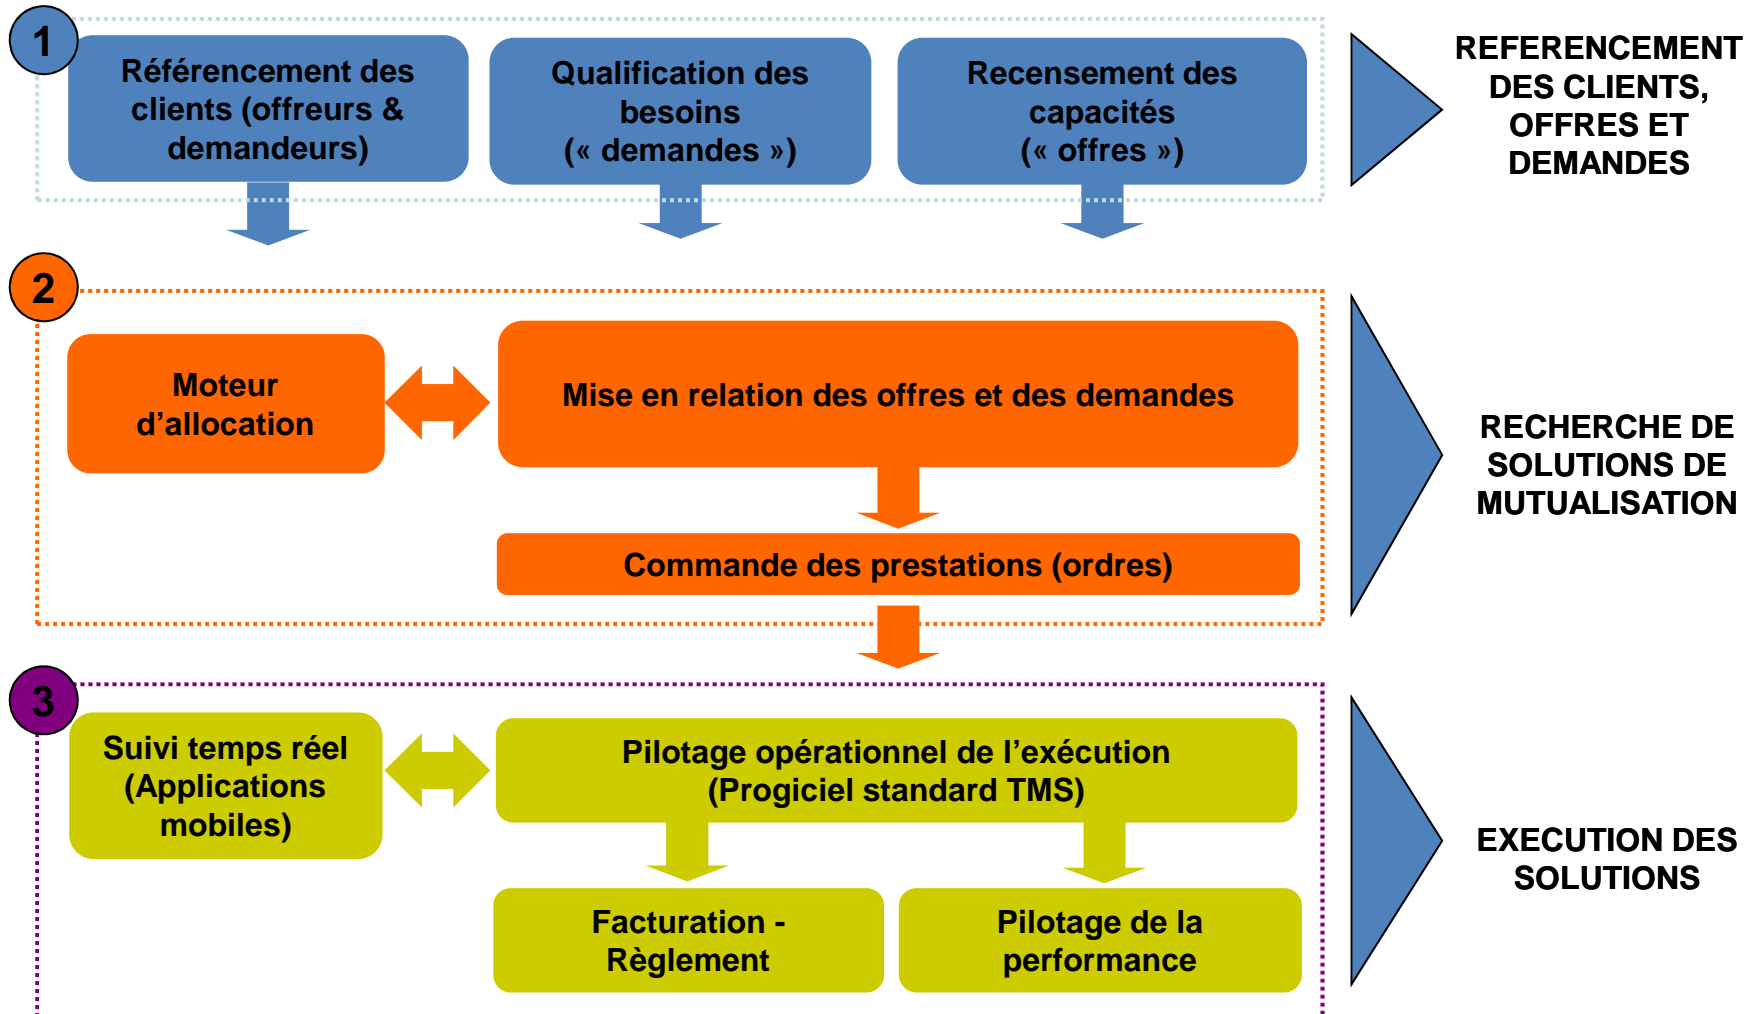 1
Référencement des
clients (offreurs &
demandeurs)
Qualification des
besoins
(« demandes »)
Recensement des
capacités
(« offres »)
REFERENCEMENT
DES CLIENTS,
OFFRES ET
DEMANDES
2
Moteur
d’allocation
Mise en relation des offres et des demandes
Commande des prestations (ordres)
RECHERCHE DE
SOLUTIONS DE
MUTUALISATION
3
Suivi temps réel
(Applications
mobiles)
Pilotage opérationnel de l’exécution
(Progiciel standard TMS)
Facturation -
Règlement
Pilotage de la
performance
EXECUTION DES
SOLUTIONS